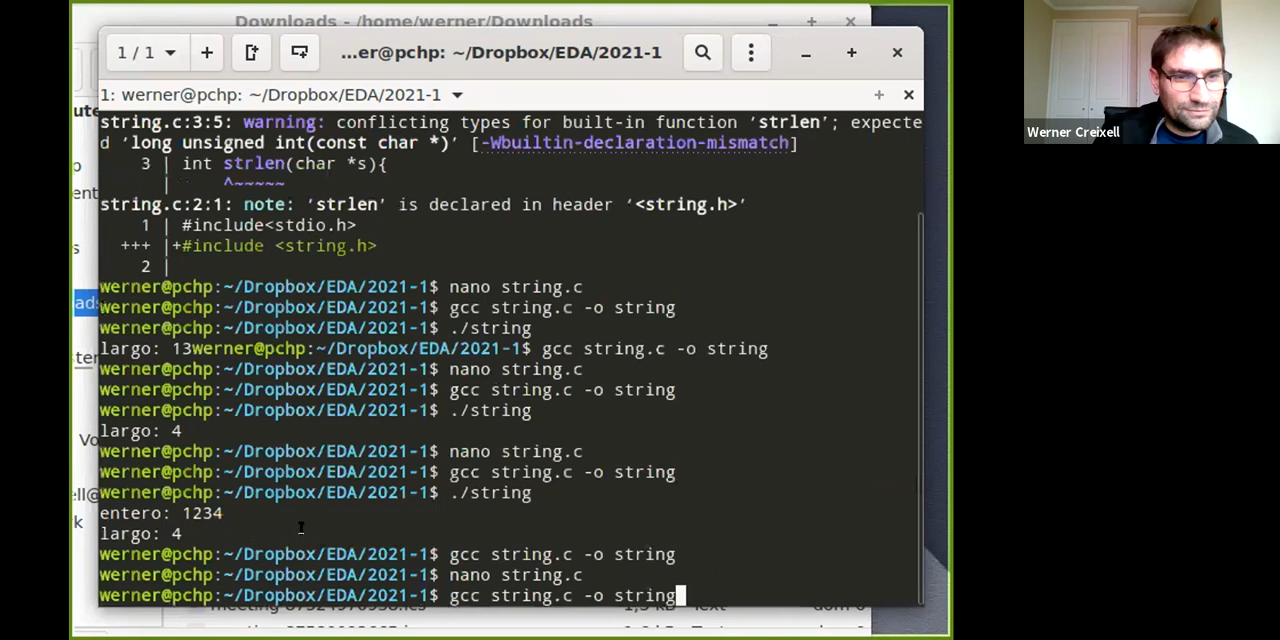 Downloads - /home/werner/Downloads
1 / 1
...er@pchp: ~/Dropbox/EDA/2021-1
1: werner@pchp: ~/Dropbox/EDA/2021-1
string.c:3:5: warning: conflicting types for built-in function ‘strlen’; expecte
d ‘long unsigned int(const char *)’ [-Wbuiltin-declaration-mismatch]
3 | int strlen(char *s){
| ^~~~~~
string.c:2:1: note: ‘strlen’ is declared in header ‘<string.h>’
1 | #include<stdio.h>
+++ |+#include <string.h>
2 |
werner@pchp:~/Dropbox/EDA/2021-1$ nano string.c
werner@pchp:~/Dropbox/EDA/2021-1$ gcc string.c -o string
werner@pchp:~/Dropbox/EDA/2021-1$ ./string
largo: 13werner@pchp:~/Dropbox/EDA/2021-1$ gcc string.c -o string
werner@pchp:~/Dropbox/EDA/2021-1$ nano string.c
werner@pchp:~/Dropbox/EDA/2021-1$ gcc string.c -o string
werner@pchp:~/Dropbox/EDA/2021-1$ ./string
largo: 4
werner@pchp:~/Dropbox/EDA/2021-1$ nano string.c
werner@pchp:~/Dropbox/EDA/2021-1$ gcc string.c -o string
werner@pchp:~/Dropbox/EDA/2021-1$ ./string
entero: 1234
largo: 4
werner@pchp:~/Dropbox/EDA/2021-1$ gcc string.c -o string
werner@pchp:~/Dropbox/EDA/2021-1$ nano string.c
werner@pchp:~/Dropbox/EDA/2021-1$ gcc string.c -o string
Werner Creixell